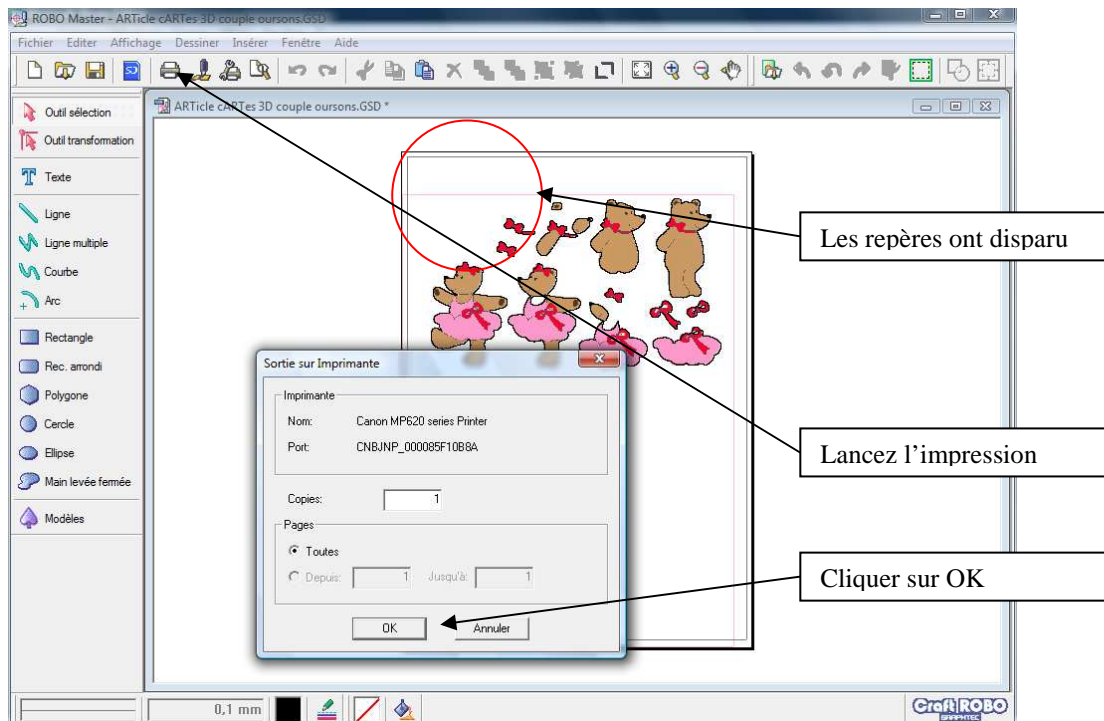 ROBO Master - ARTicle cARTes 3D couple oursons.GSD
Fichier Editer Affichage Dessiner Insérer Fenêtre Aide
Outil sélection
Outil transformation
Texte
Ligne
Ligne multiple
Courbe
Arc
Rectangle
Rec. arrondi
Polygone
Cercle
Ellipse
Main levée fermée
Modèles
ARTicle cARTes 3D couple oursons.GSD *
Les repères ont disparu
Lancez l'impression
Cliquer sur OK
Sortie sur Imprimante
Imprimante
Nom: Canon MP620 series Printer
Port: CNBJNP_000085F10B8A
Copies: 1
Pages
Toutes
Depuis: 1 Jusqu'à: 1
OK Annuler
0,1 mm
Craft ROBO
GRAPHTEC